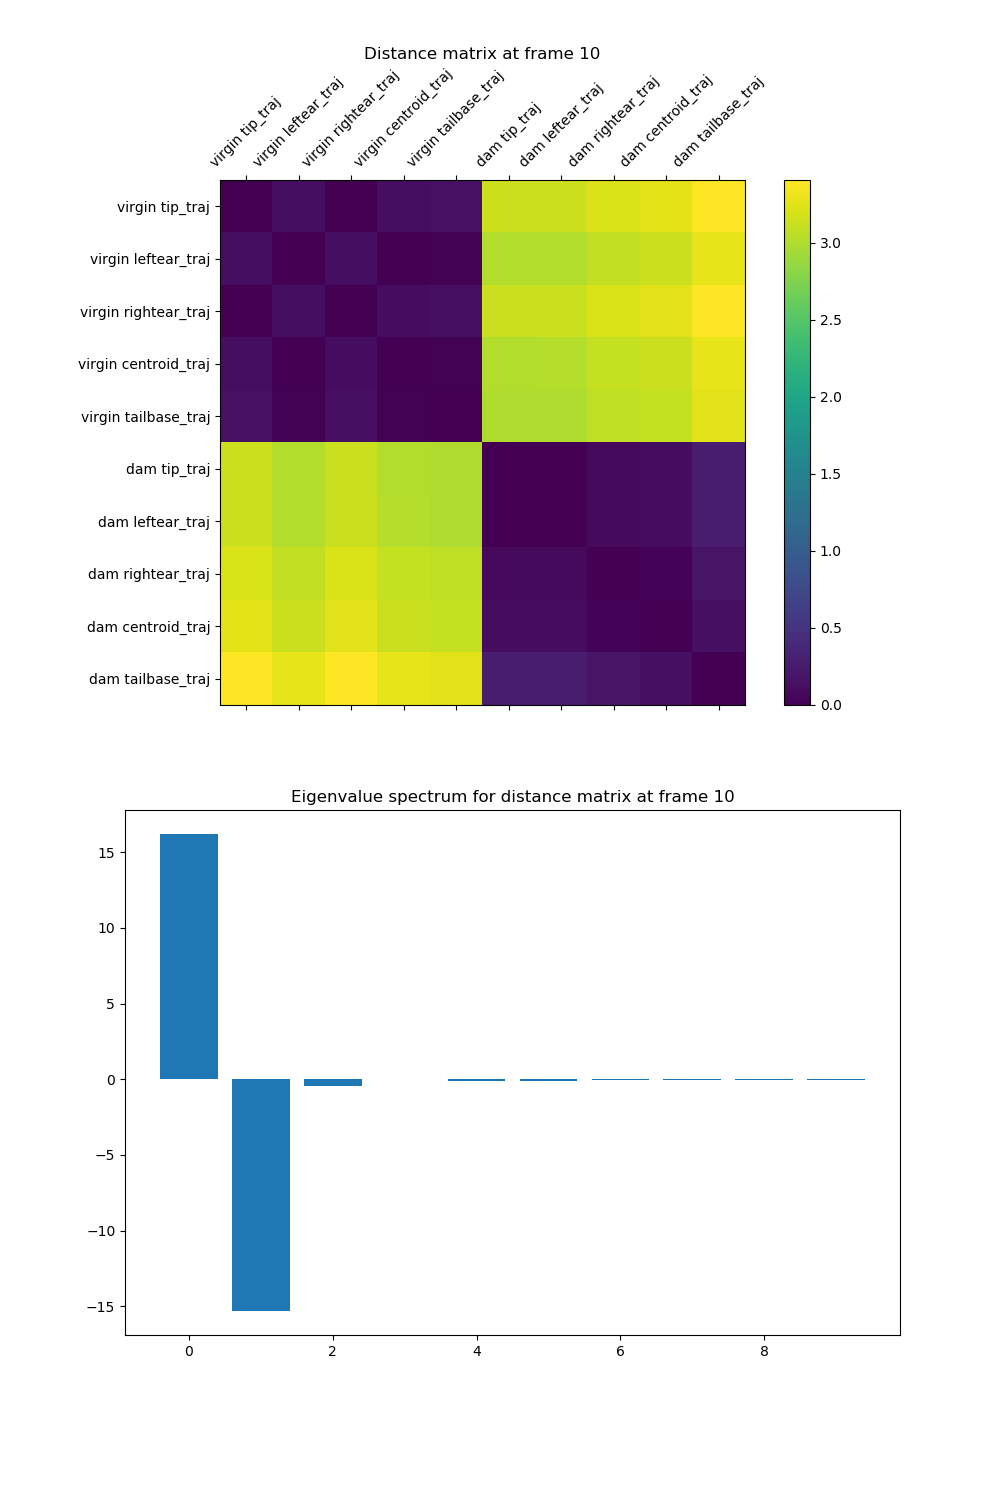 Distance matrix at frame 10
virgin tip_traj
virgin leftear_traj
virgin rightear_traj
virgin centroid_traj
virgin tailbase_traj
dam tip_traj
dam leftear_traj
dam rightear_traj
dam centroid_traj
dam tailbase_traj
virgin tip_traj
virgin leftear_traj
virgin rightear_traj
virgin centroid_traj
virgin tailbase_traj
dam tip_traj
dam leftear_traj
dam rightear_traj
dam centroid_traj
dam tailbase_traj
3.0
2.5
2.0
1.5
1.0
0.5
0.0
Eigenvalue spectrum for distance matrix at frame 10
15
10
5
0
−5
−10
−15
0 2 4 6 8